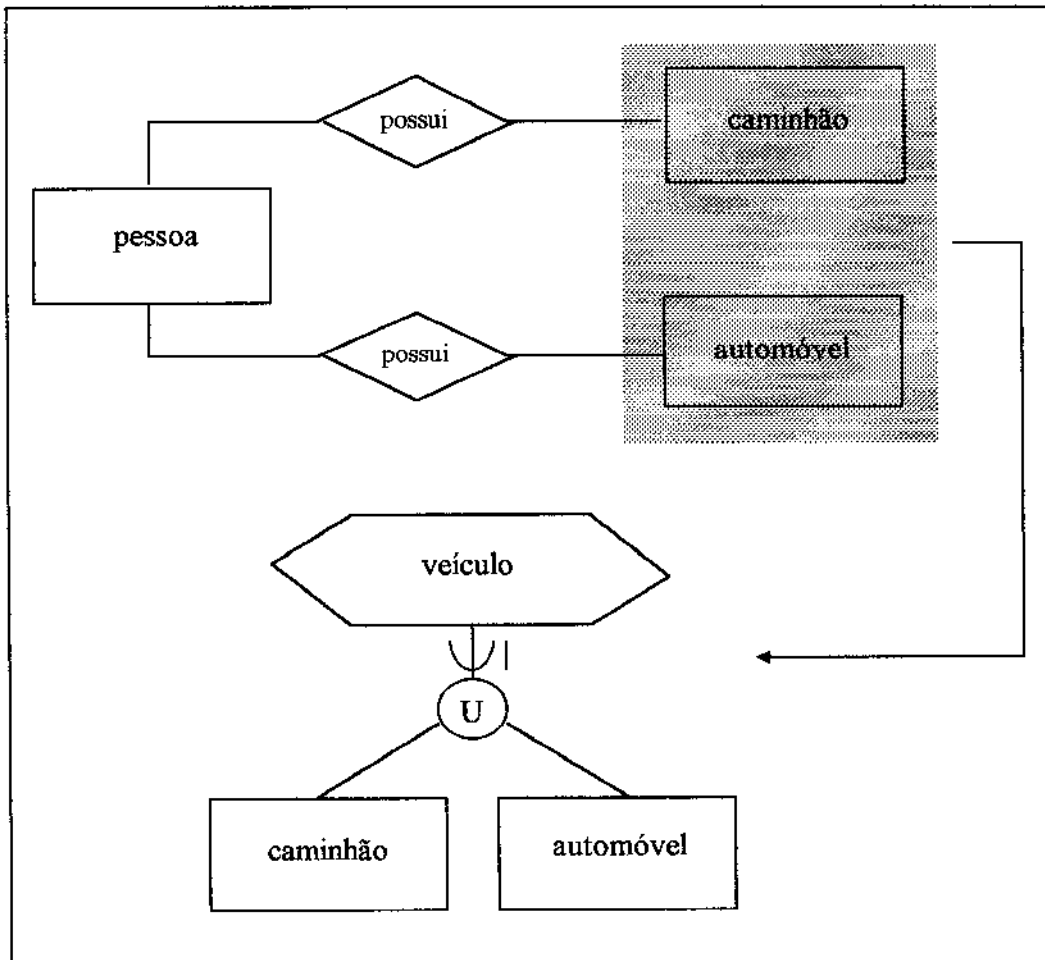 possui
caminhão
pessoa
possui
automóvel
veículo
U
caminhão
automóvel